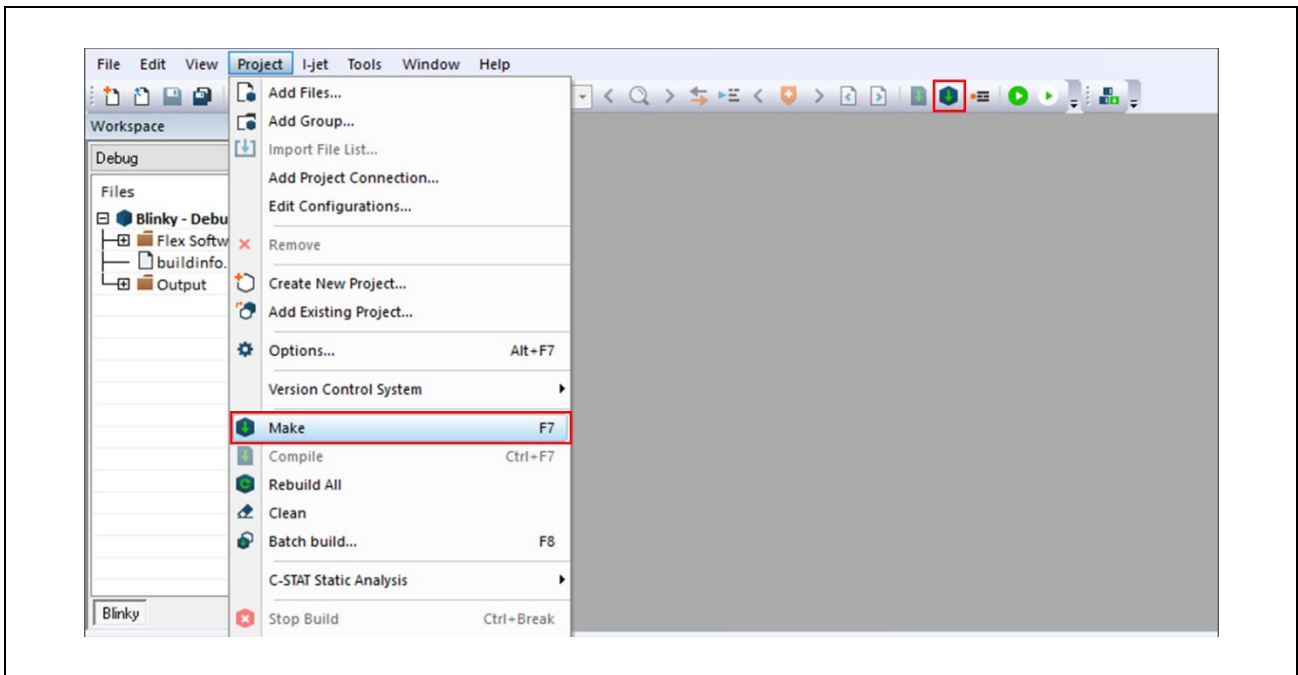 File Edit View Project I-jet Tools Window Help
Workspace
Debug
Files
Blinky - Debu
Flex Softw
buildinfo.
Output
Blinky
Add Files...
Add Group...
Import File List...
Add Project Connection...
Edit Configurations...
Remove
Create New Project...
Add Existing Project...
Options... Alt+F7
Version Control System
Make F7
Compile Ctrl+F7
Rebuild All
Clean
Batch build... F8
C-STAT Static Analysis
Stop Build Ctrl+Break